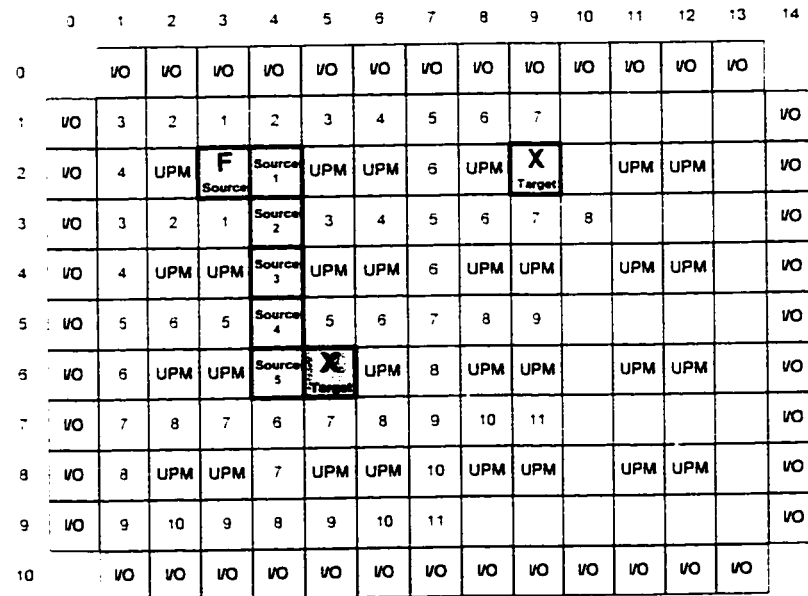 0 1 2 3 4 5 6 7 8 9 10 11 12 13 14
0 I/O I/O I/O I/O I/O I/O I/O I/O I/O I/O I/O I/O I/O
1 I/O 3 2 1 2 3 4 5 6 7 I/O
2 I/O 4 UPM F Source Source 1 UPM UPM 6 UPM X Target UPM UPM I/O
3 I/O 3 2 1 Source 2 3 4 5 6 7 8 I/O
4 I/O 4 UPM UPM Source 3 UPM UPM 6 UPM UPM UPM UPM I/O
5 I/O 5 6 5 Source 4 5 6 7 8 9 I/O
6 I/O 6 UPM UPM Source 5 X Target UPM 8 UPM UPM UPM UPM I/O
7 I/O 7 8 7 6 7 8 9 10 11 I/O
8 I/O 8 UPM UPM 7 UPM UPM 10 UPM UPM UPM UPM I/O
9 I/O 9 10 9 8 9 10 11 I/O
10 I/O I/O I/O I/O I/O I/O I/O I/O I/O I/O I/O I/O I/O